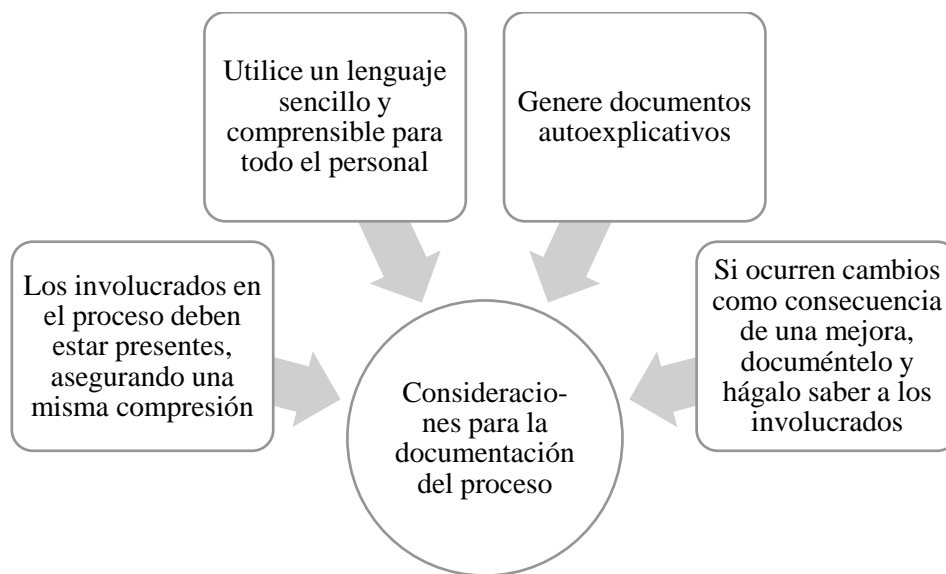 Utilice un lenguaje
sencillo y
comprensible para
todo el personal
Genere documentos
autoexplicativos
Los involucrados en
el proceso deben
estar presentes,
asegurando una
misma compresión
Si ocurren cambios
como consecuencia
de una mejora,
documéntelo y
hágalo saber a los
involucrados
Consideracio-
nes para la
documentación
del proceso